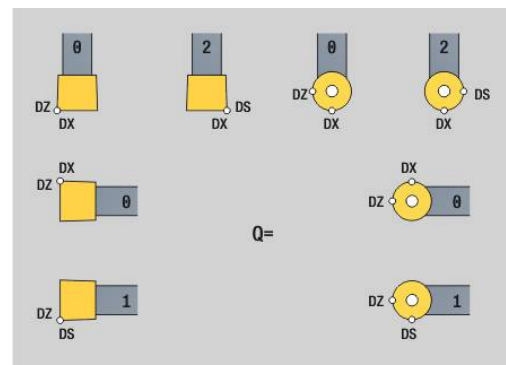 0 2 0 2
DZ DS DZ DS
DX DX DX DX
DX DX
DZ DZ
0 0
Q=
1 1
DZ DZ
DS DS